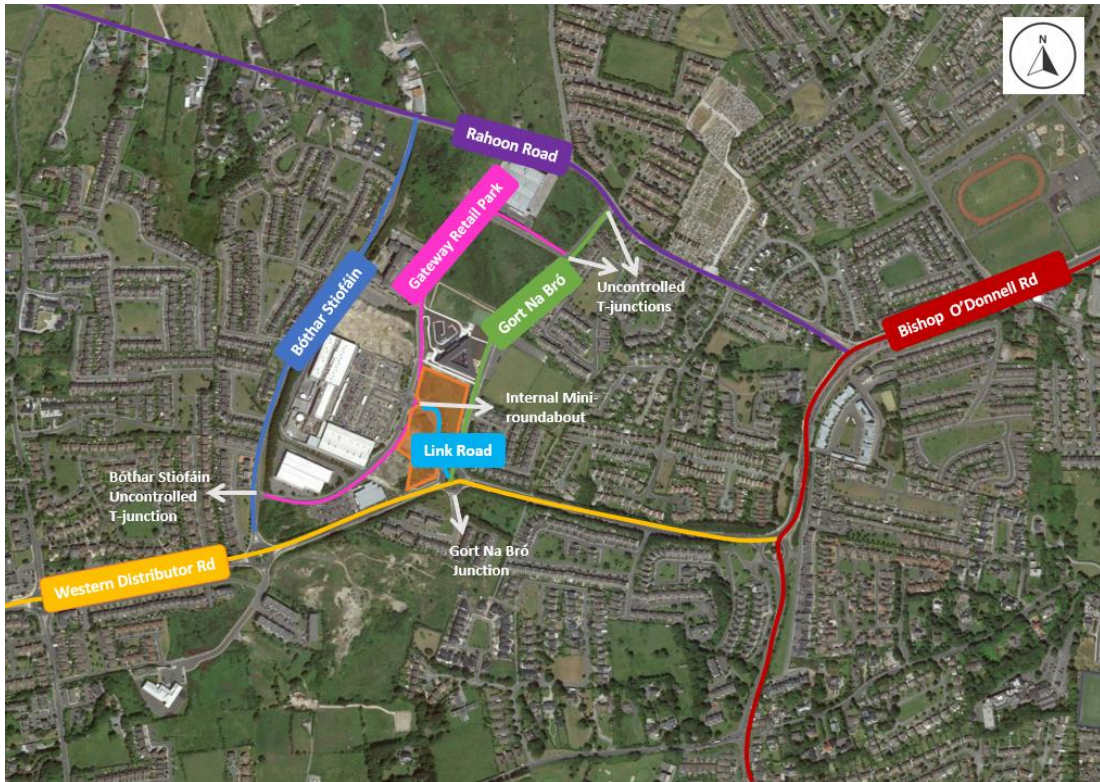 N
Rahoon Road
Gateway Retail Park
Bóthar Stiofáin
Gort Na Bró
Uncontrolled
T-junctions
Bishop O'Donnell Rd
Internal Mini-
roundabout
Link Road
Bóthar Stiofáin
Uncontrolled
T-junction
Gort Na Bró
Junction
Western Distributor Rd